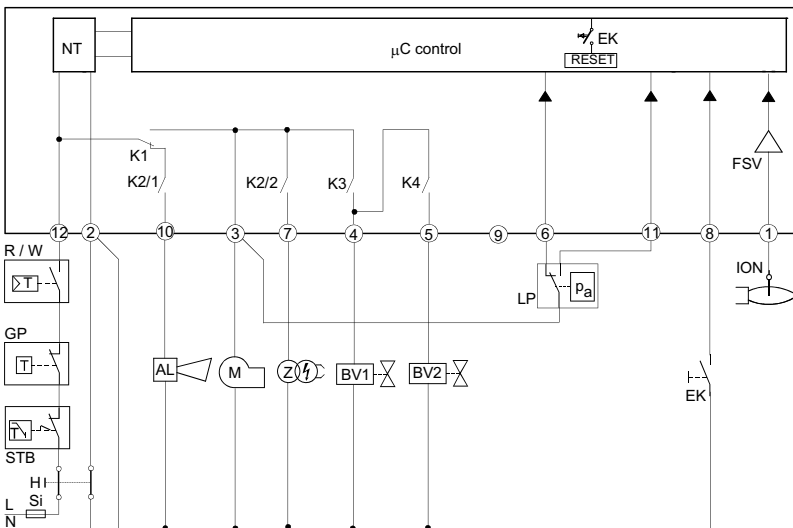 NT
µC control
EK
RESET
K1
K2/1
K2/2
K3
K4
FSV
12
2
10
3
7
4
5
9
6
11
8
1
R / W
T
LP
pa
ION
GP
T
AL
M
Z
BV1
BV2
EK
T
STB
H
Si
L
N